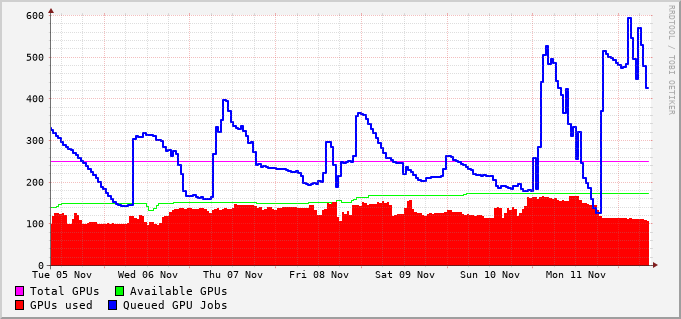 600
500
400
300
200
100
0
Tue 05 Nov Wed 06 Nov Thu 07 Nov Fri 08 Nov Sat 09 Nov Sun 10 Nov Mon 11 Nov
Total GPUs Available GPUs
GPUs used Queued GPU Jobs
RRDTOOL / TOBI OETIKER